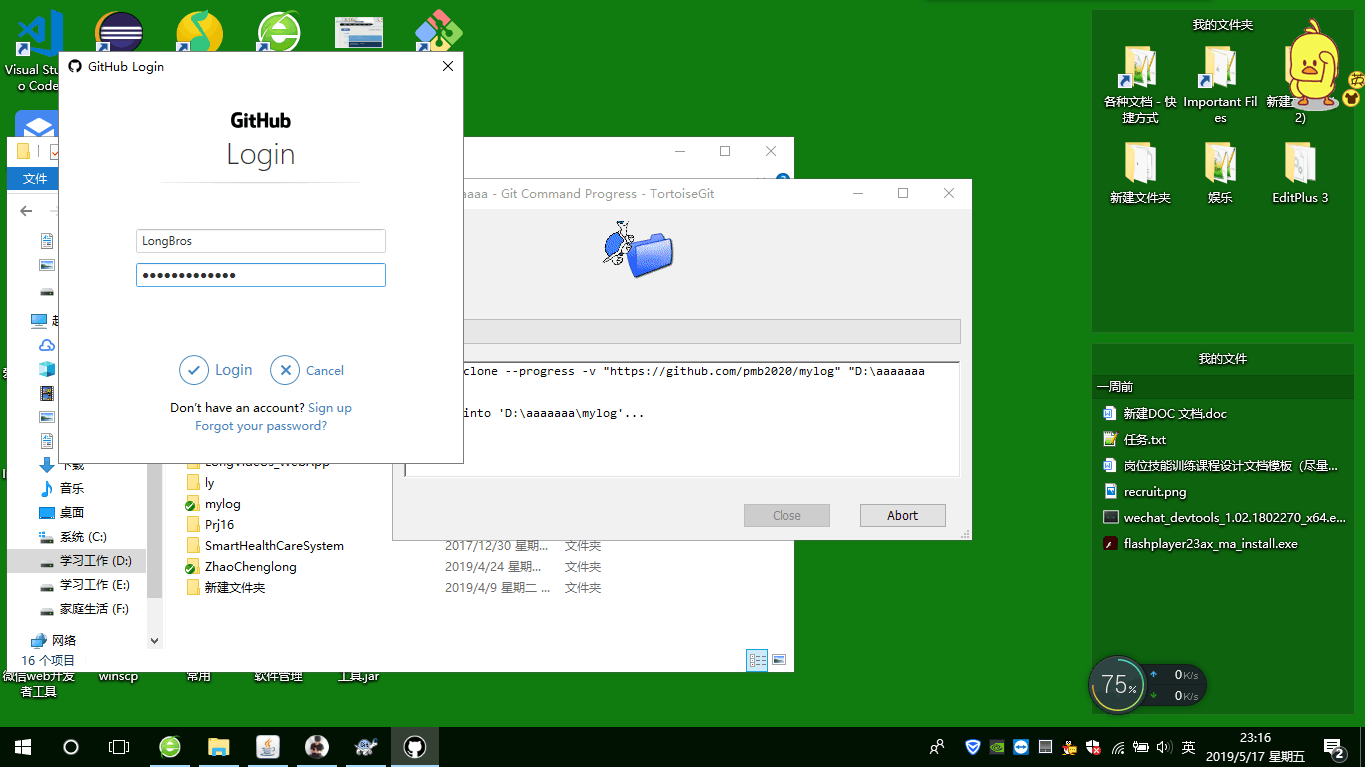 Visual Stu
o Code
GitHub Login
GitHub
Login
LongBros
Login
Cancel
Don't have an account? Sign up
Forgot your password?
文件
aaaa - Git Command Progress - TortoiseGit
clone --progress -v "https://github.com/pmb2020/mylog" "D:\aaaaaaa
into 'D:\aaaaaaa\mylog'...
Close
Abort
下载
音乐
桌面
系统 (C:)
学习工作 (D:)
学习工作 (E:)
家庭生活 (F:)
网络
16 个项目
LongVideos_WebApp
ly
mylog
Prj16
SmartHealthCareSystem
2017/12/30 星期...
文件夹
ZhaoChenglong
2019/4/24 星期...
文件夹
新建文件夹
2019/4/9 星期二 ...
文件夹
微信web开发
者工具
winscp
常用
软件管理
工具.jar
我的文件夹
各种文档 - 快
捷方式
Important Fil
es
新建
2)
新建文件夹
娱乐
EditPlus 3
我的文件
一周前
新建DOC 文档.doc
任务.txt
岗位技能训练课程设计文档模板（尽量...
recruit.png
wechat_devtools_1.02.1802270_x64.e...
flashplayer23ax_ma_install.exe
75%
0K/s
0K/s
英
23:16
2019/5/17 星期五
2